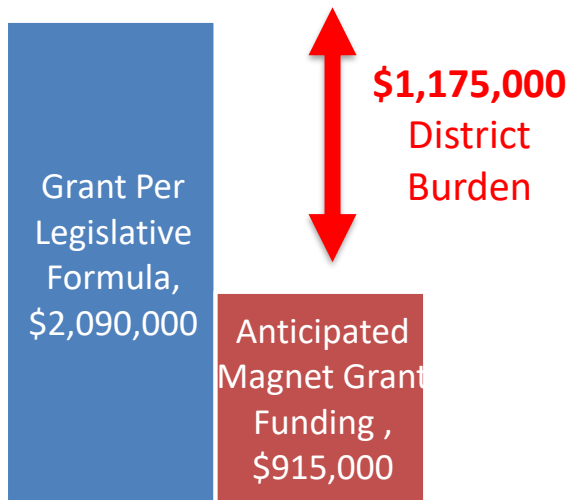 $1,175,000
District
Burden
Grant Per
Legislative
Formula,
$2,090,000
Anticipated
Magnet Grant
Funding ,
$915,000